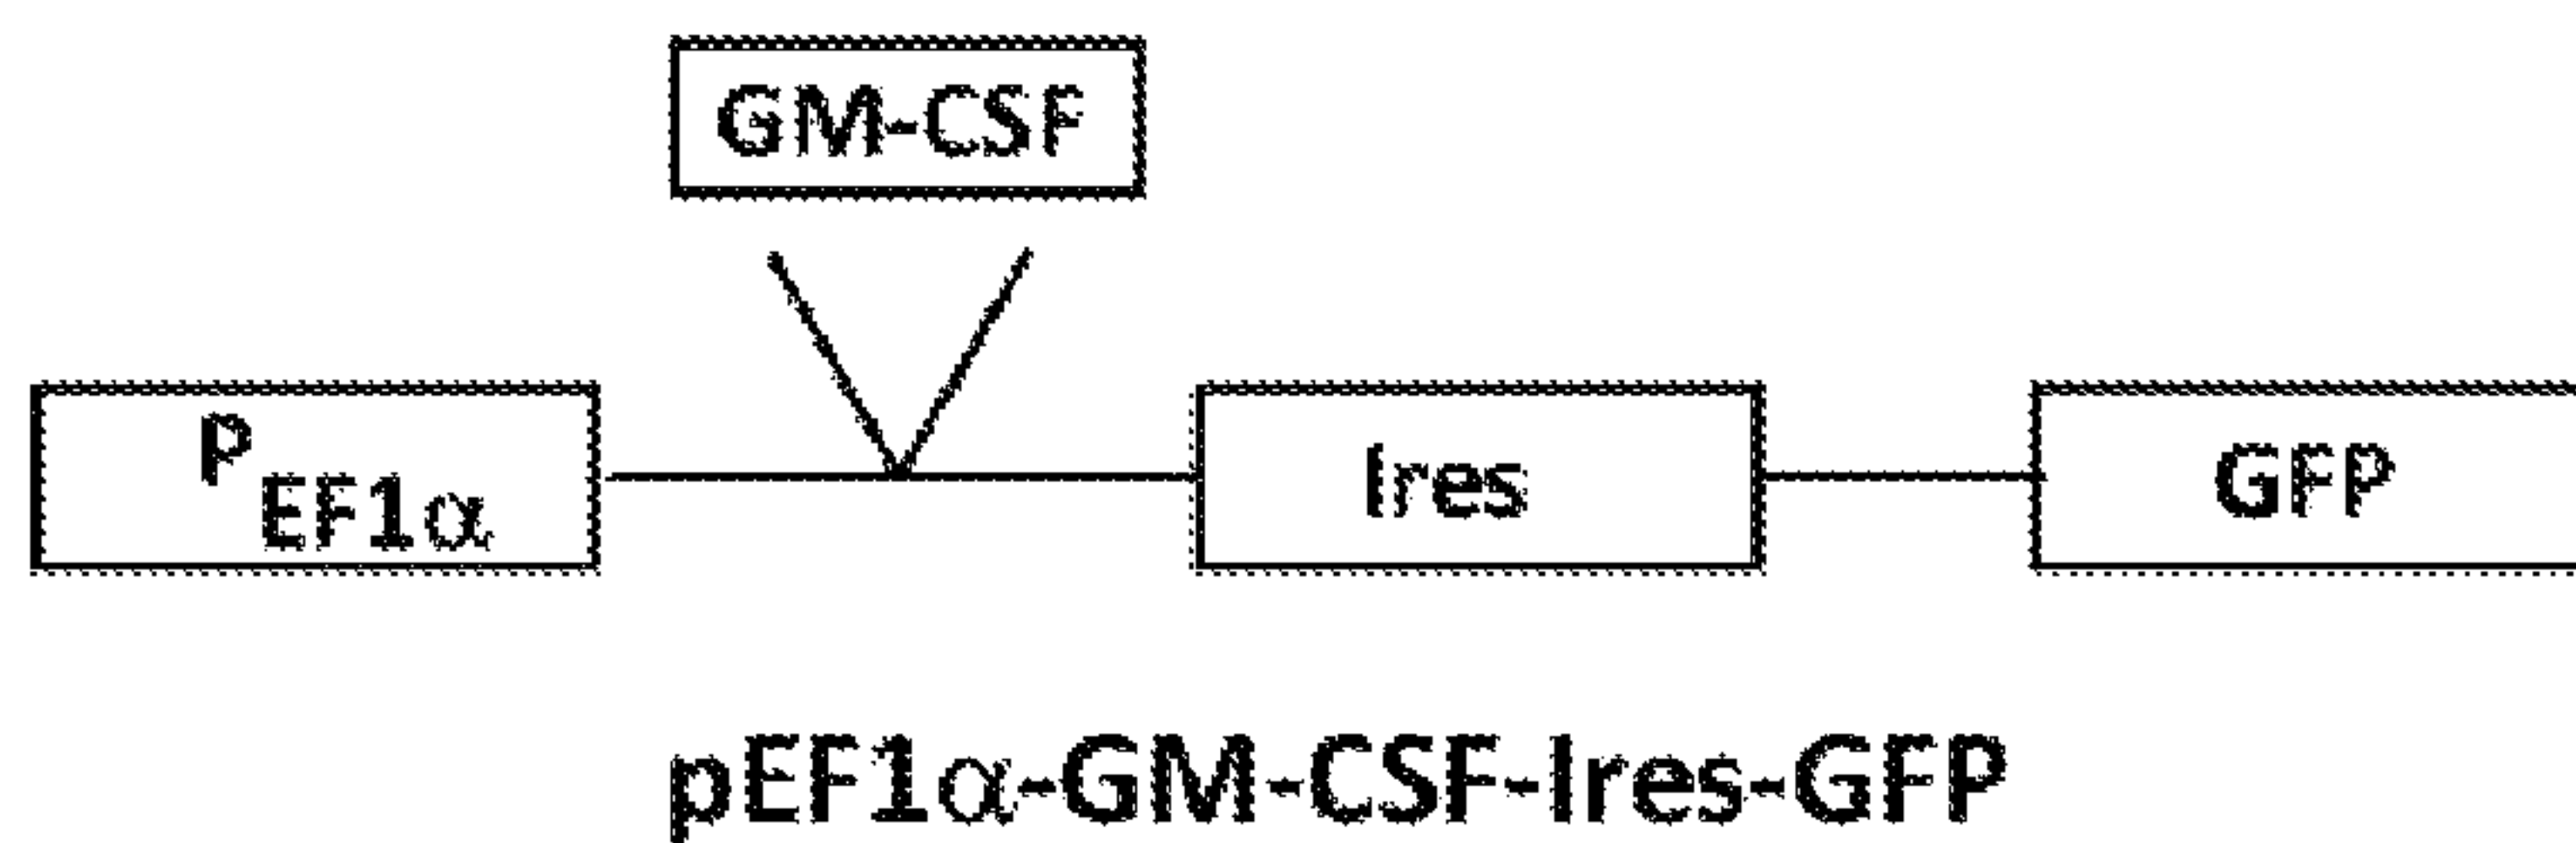 GM-CSF
PEF1α
Ires
GFP
pEF1α-GM-CSF-Ires-GFP